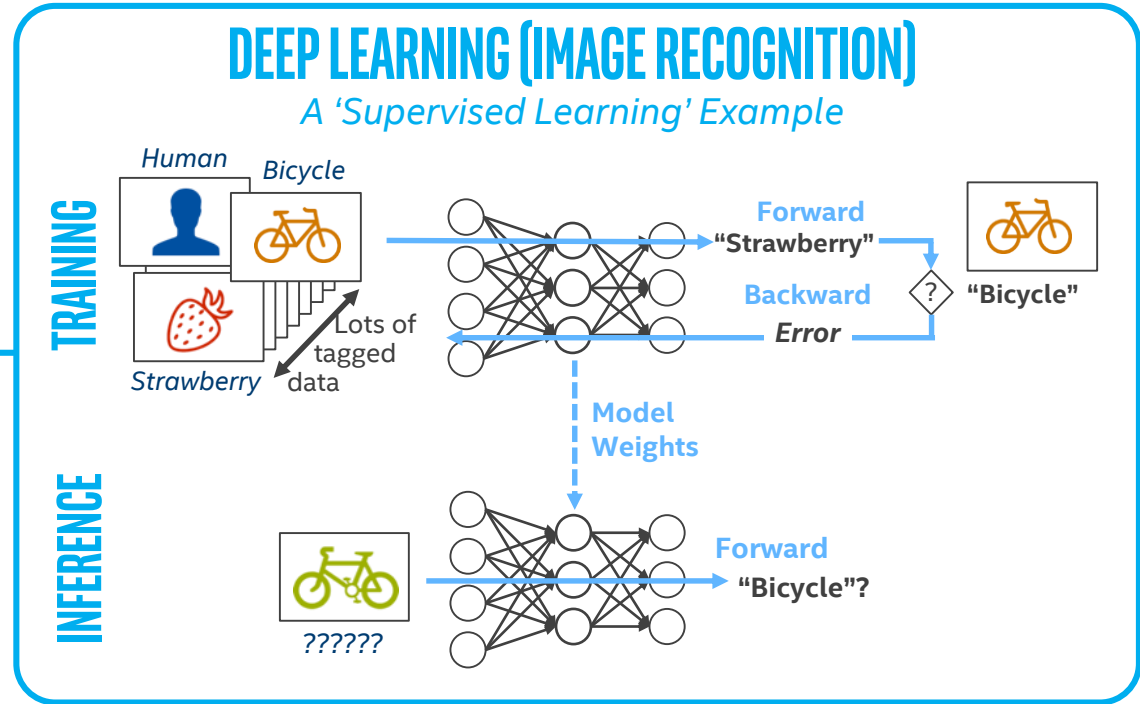 DEEP LEARNING (IMAGE RECOGNITION)
A ‘Supervised Learning’ Example
TRAINING
Human
Bicycle
Strawberry
Lots of
tagged
data
Forward
“Strawberry”
Backward
Error
?
“Bicycle”
Model
Weights
INFERENCE
??????
Forward
“Bicycle”?